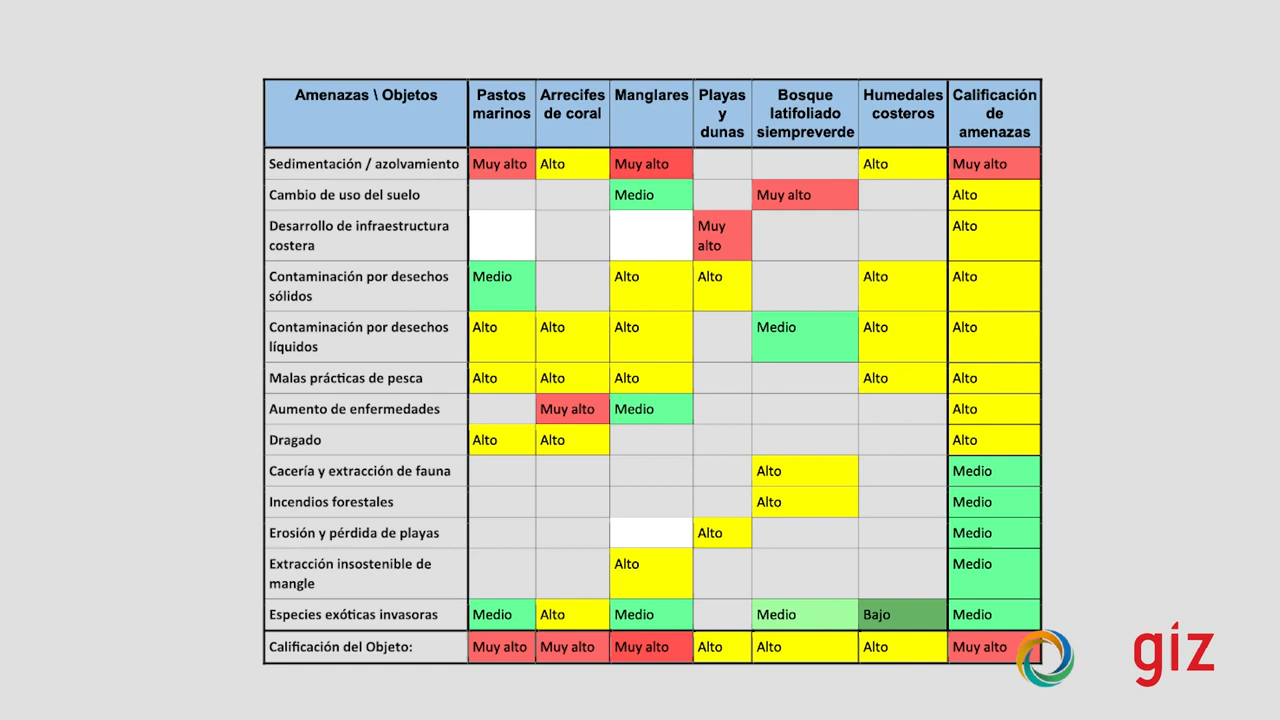 Amenazas \ Objetos
Pastos
marinos
Arrecifes
de coral
Manglares
Playas
y
dunas
Bosque
latifoliado
siempreverde
Humedales
costeros
Calificación
de
amenazas
Sedimentación / azolvamiento
Muy alto
Alto
Muy alto
Alto
Muy alto
Cambio de uso del suelo
Medio
Muy alto
Alto
Desarrollo de infraestructura
costera
Muy
alto
Alto
Contaminación por desechos
sólidos
Medio
Alto
Alto
Alto
Alto
Contaminación por desechos
líquidos
Alto
Alto
Alto
Medio
Alto
Alto
Malas prácticas de pesca
Alto
Alto
Alto
Alto
Alto
Aumento de enfermedades
Muy alto
Medio
Alto
Dragado
Alto
Alto
Alto
Cacería y extracción de fauna
Alto
Medio
Incendios forestales
Alto
Medio
Erosión y pérdida de playas
Alto
Medio
Extracción insostenible de
mangle
Alto
Medio
Especies exóticas invasoras
Medio
Alto
Medio
Medio
Bajo
Medio
Calificación del Objeto:
Muy alto
Muy alto
Muy alto
Alto
Alto
Alto
Muy alto
giz